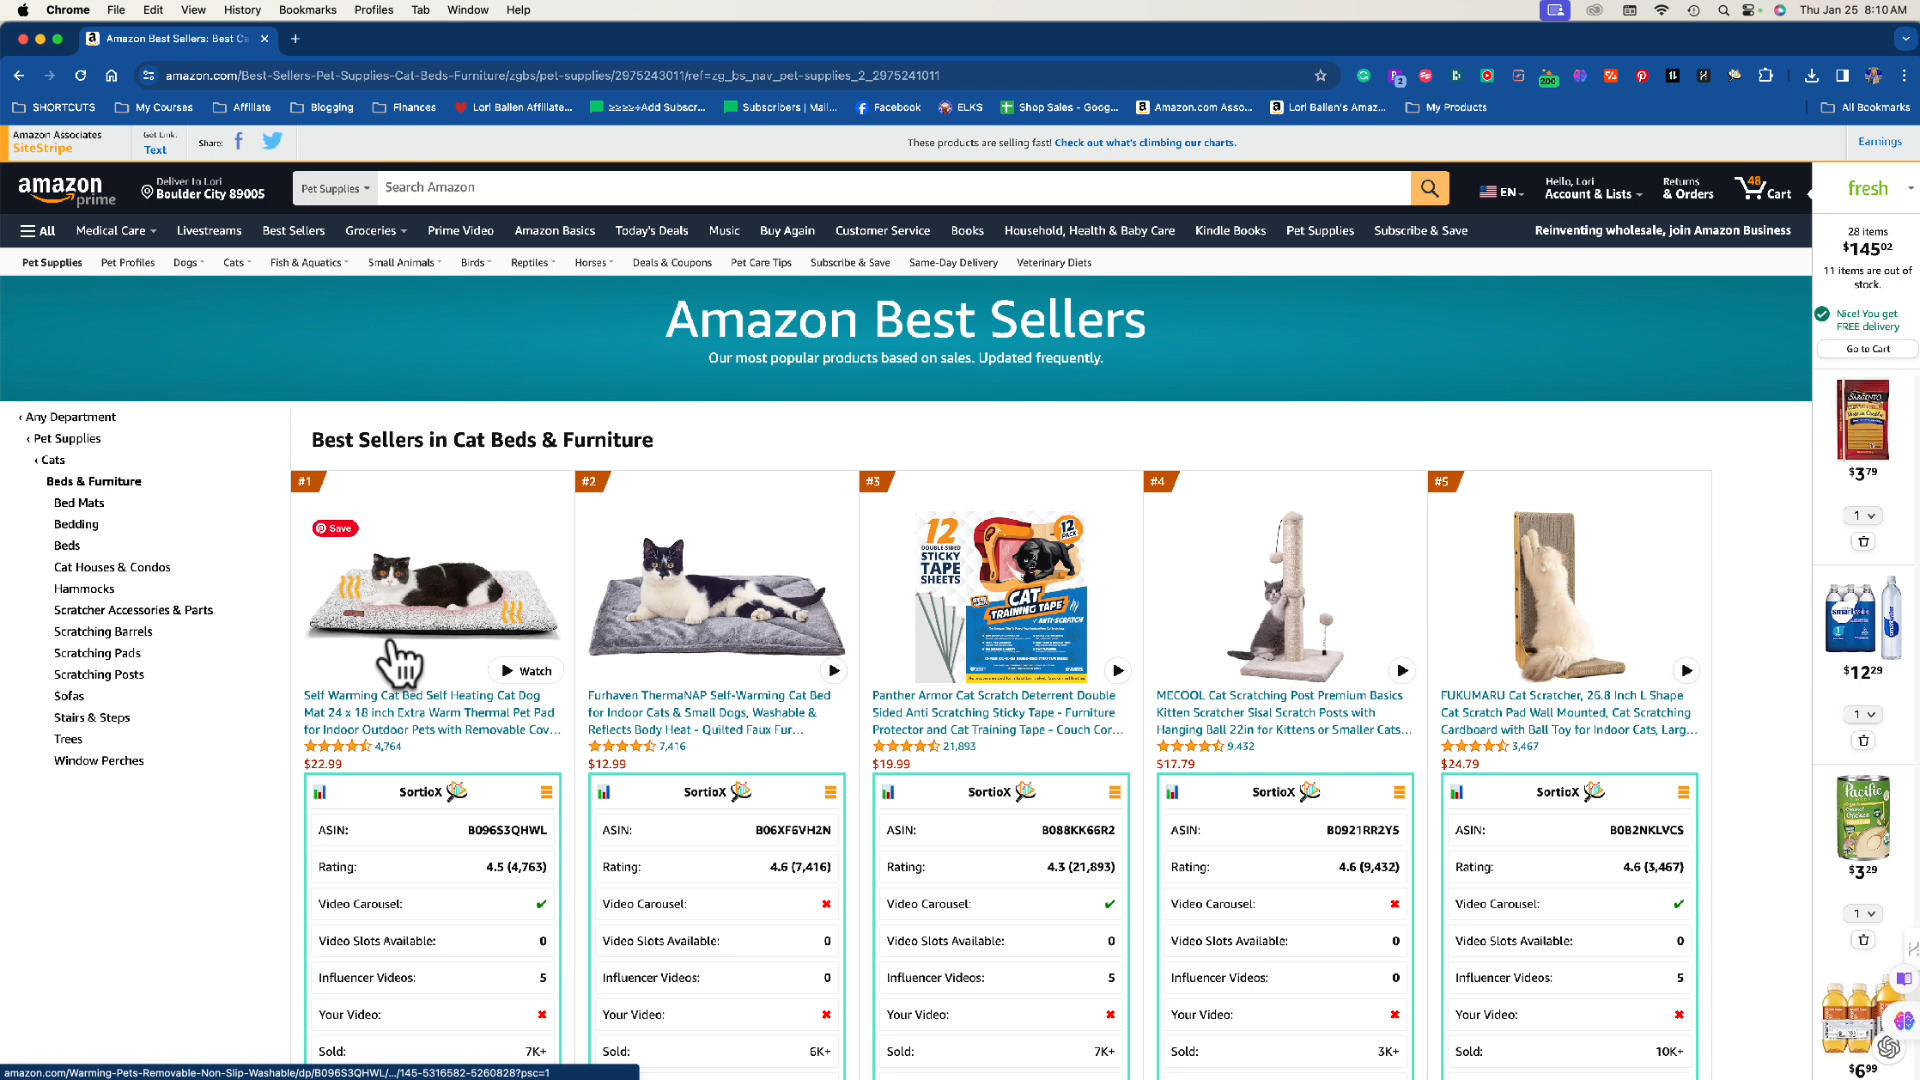 Chrome File Edit View History Bookmarks Profiles Tab Window Help Thu Jan 25 8:10 AM
Amazon Best Sellers: Best Ca
amazon.com/Best-Sellers-Pet-Supplies-Cat-Beds-Furniture/zgbs/pet-supplies/2975243011/ref=zg_bs_nav_pet-supplies_2_2975241011
2
200
SHORTCUTS My Courses Affiliate Blogging Finances Lori Ballen Affiliate... ≥≥≥÷Add Subscr... Subscribers | Mail... Facebook ELKS Shop Sales - Goog... Amazon.com Asso... Lori Ballen's Amaz... My Products All Bookmarks
Amazon Associates
SiteStripe
Get Link:
Text
Share:
These products are selling fast! Check out what's climbing our charts.
Earnings
amazon prime
Deliver to Lori
Boulder City 89005
Pet Supplies Search Amazon
EN
Hello, Lori
Account & Lists
Returns
& Orders
48
Cart
fresh
All Medical Care Livestreams Best Sellers Groceries Prime Video Amazon Basics Today's Deals Music Buy Again Customer Service Books Household, Health & Baby Care Kindle Books Pet Supplies Subscribe & Save Reinventing wholesale, join Amazon Business
Pet Supplies Pet Profiles Dogs Cats Fish & Aquatics Small Animals Birds Reptiles Horses Deals & Coupons Pet Care Tips Subscribe & Save Same-Day Delivery Veterinary Diets
28 items
$145 02
11 items are out of
stock.
Nice! You get
FREE delivery
Go to Cart
Amazon Best Sellers
Our most popular products based on sales. Updated frequently.
‹ Any Department
‹ Pet Supplies
‹ Cats
Beds & Furniture
Bed Mats
Bedding
Beds
Cat Houses & Condos
Hammocks
Scratcher Accessories & Parts
Scratching Barrels
Scratching Pads
Scratching Posts
Sofas
Stairs & Steps
Trees
Window Perches
Best Sellers in Cat Beds & Furniture
#1
Save
Watch
Self Warming Cat Bed Self Heating Cat Dog
Mat 24 x 18 inch Extra Warm Thermal Pet Pad
for Indoor Outdoor Pets with Removable Cov...
4,764
$22.99
SortioX
ASIN: B096S3QHWL
Rating: 4.5 (4,763)
Video Carousel:
Video Slots Available: 0
Influencer Videos: 5
Your Video:
Sold: 7K+
#2
Furhaven ThermaNAP Self-Warming Cat Bed
for Indoor Cats & Small Dogs, Washable &
Reflects Body Heat - Quilted Faux Fur...
7,416
$12.99
SortioX
ASIN: B06XF6VH2N
Rating: 4.6 (7,416)
Video Carousel:
Video Slots Available: 0
Influencer Videos: 0
Your Video:
Sold: 6K+
#3
12
DOUBLE-SIDED
STICKY
TAPE
SHEETS
12
PACK
CAT
TRAINING TAPE
ANTI-SCRATCH
Panther Armor Cat Scratch Deterrent Double
Sided Anti Scratching Sticky Tape - Furniture
Protector and Cat Training Tape - Couch Cor...
21,893
$19.99
SortioX
ASIN: B088KK66R2
Rating: 4.3 (21,893)
Video Carousel:
Video Slots Available: 0
Influencer Videos: 5
Your Video:
Sold: 7K+
#4
MECOOL Cat Scratching Post Premium Basics
Kitten Scratcher Sisal Scratch Posts with
Hanging Ball 22in for Kittens or Smaller Cats...
9,432
$17.79
SortioX
ASIN: B0921RR2Y5
Rating: 4.6 (9,432)
Video Carousel:
Video Slots Available: 0
Influencer Videos: 0
Your Video:
Sold: 3K+
#5
FUKUMARU Cat Scratcher, 26.8 Inch L Shape
Cat Scratch Pad Wall Mounted, Cat Scratching
Cardboard with Ball Toy for Indoor Cats, Larg...
3,467
$24.79
SortioX
ASIN: B0B2NKLVCS
Rating: 4.6 (3,467)
Video Carousel:
Video Slots Available: 0
Influencer Videos: 5
Your Video:
Sold: 10K+
SARGENTO
$3 79
1
smartwater
$12 29
1
Pacific
$3 29
1
$6 99
amazon.com/Warming-Pets-Removable-Non-Slip-Washable/dp/B096S3QHWL/.../145-5316582-5260828?psc=1